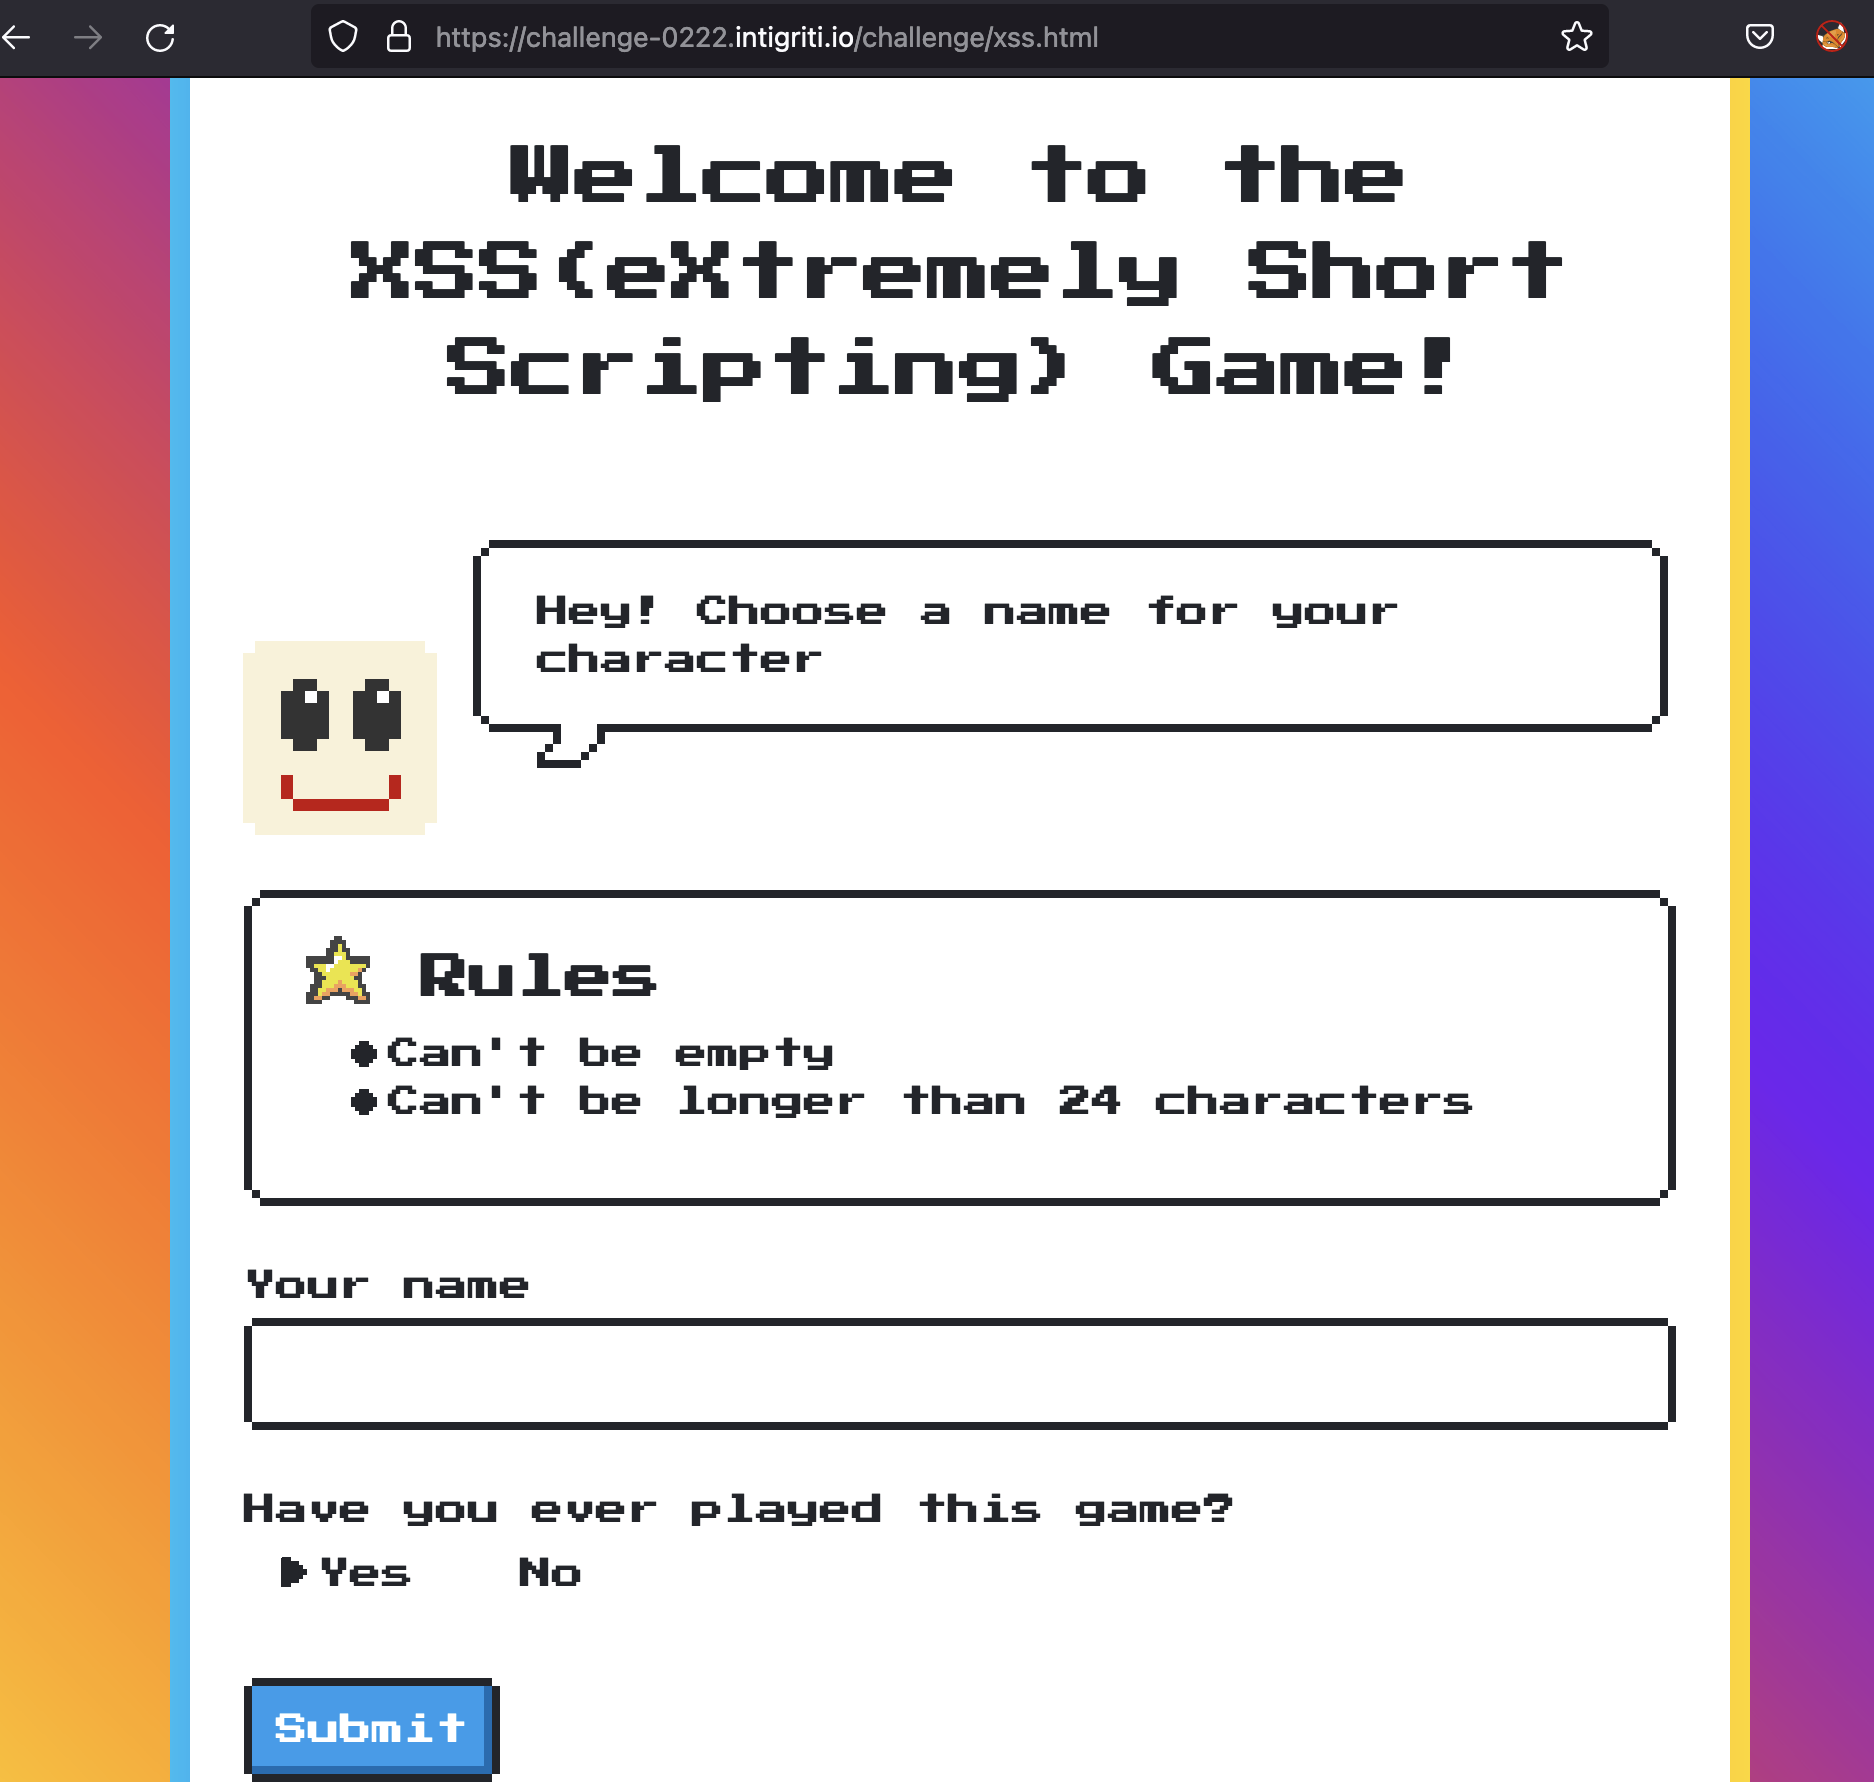 https://challenge-0222.intigriti.io/challenge/xss.html
Welcome to the
XSS(eXtremely Short
Scripting) Game!
Hey! Choose a name for your
character
Rules
Can't be empty
Can't be longer than 24 characters
Your name
Have you ever played this game?
Yes No
Submit